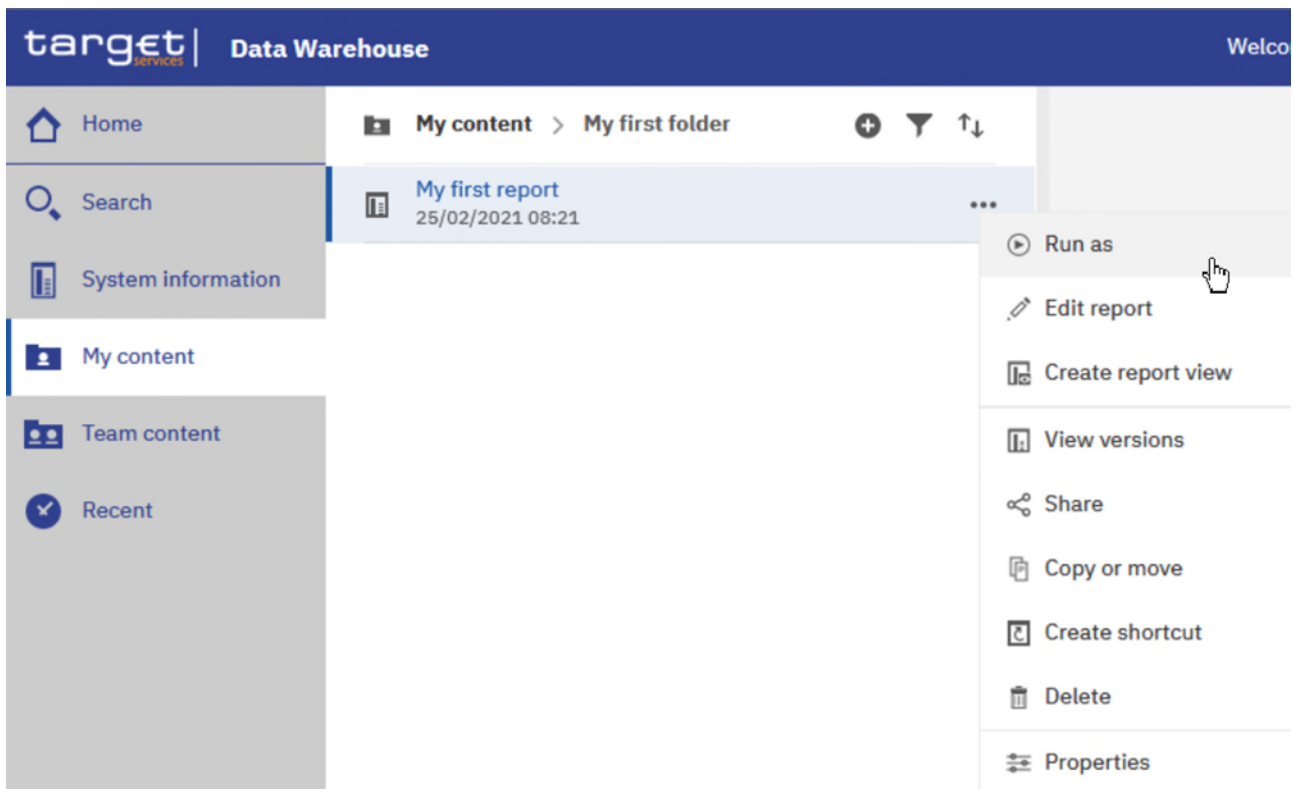 targ€t| Data Warehouse
services
Home
Search
System information
My content
Team content
Recent
My content > My first folder
My first report
25/02/2021 08:21
Run as
Edit report
Create report view
View versions
Share
Copy or move
Create shortcut
Delete
Properties